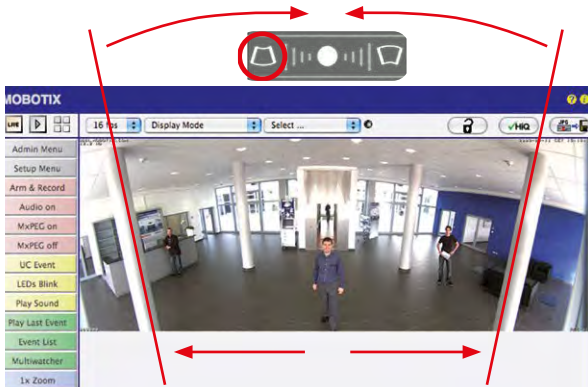 MOBOTIX
LIVE
16 fps Display Mode Select ... HiQ
Admin Menu
Setup Menu
Arm & Record
Audio on
MxPEG on
MxPEG off
UC Event
LEDs Blink
Play Sound
Play Last Event
Event List
Multiwatcher
1x Zoom